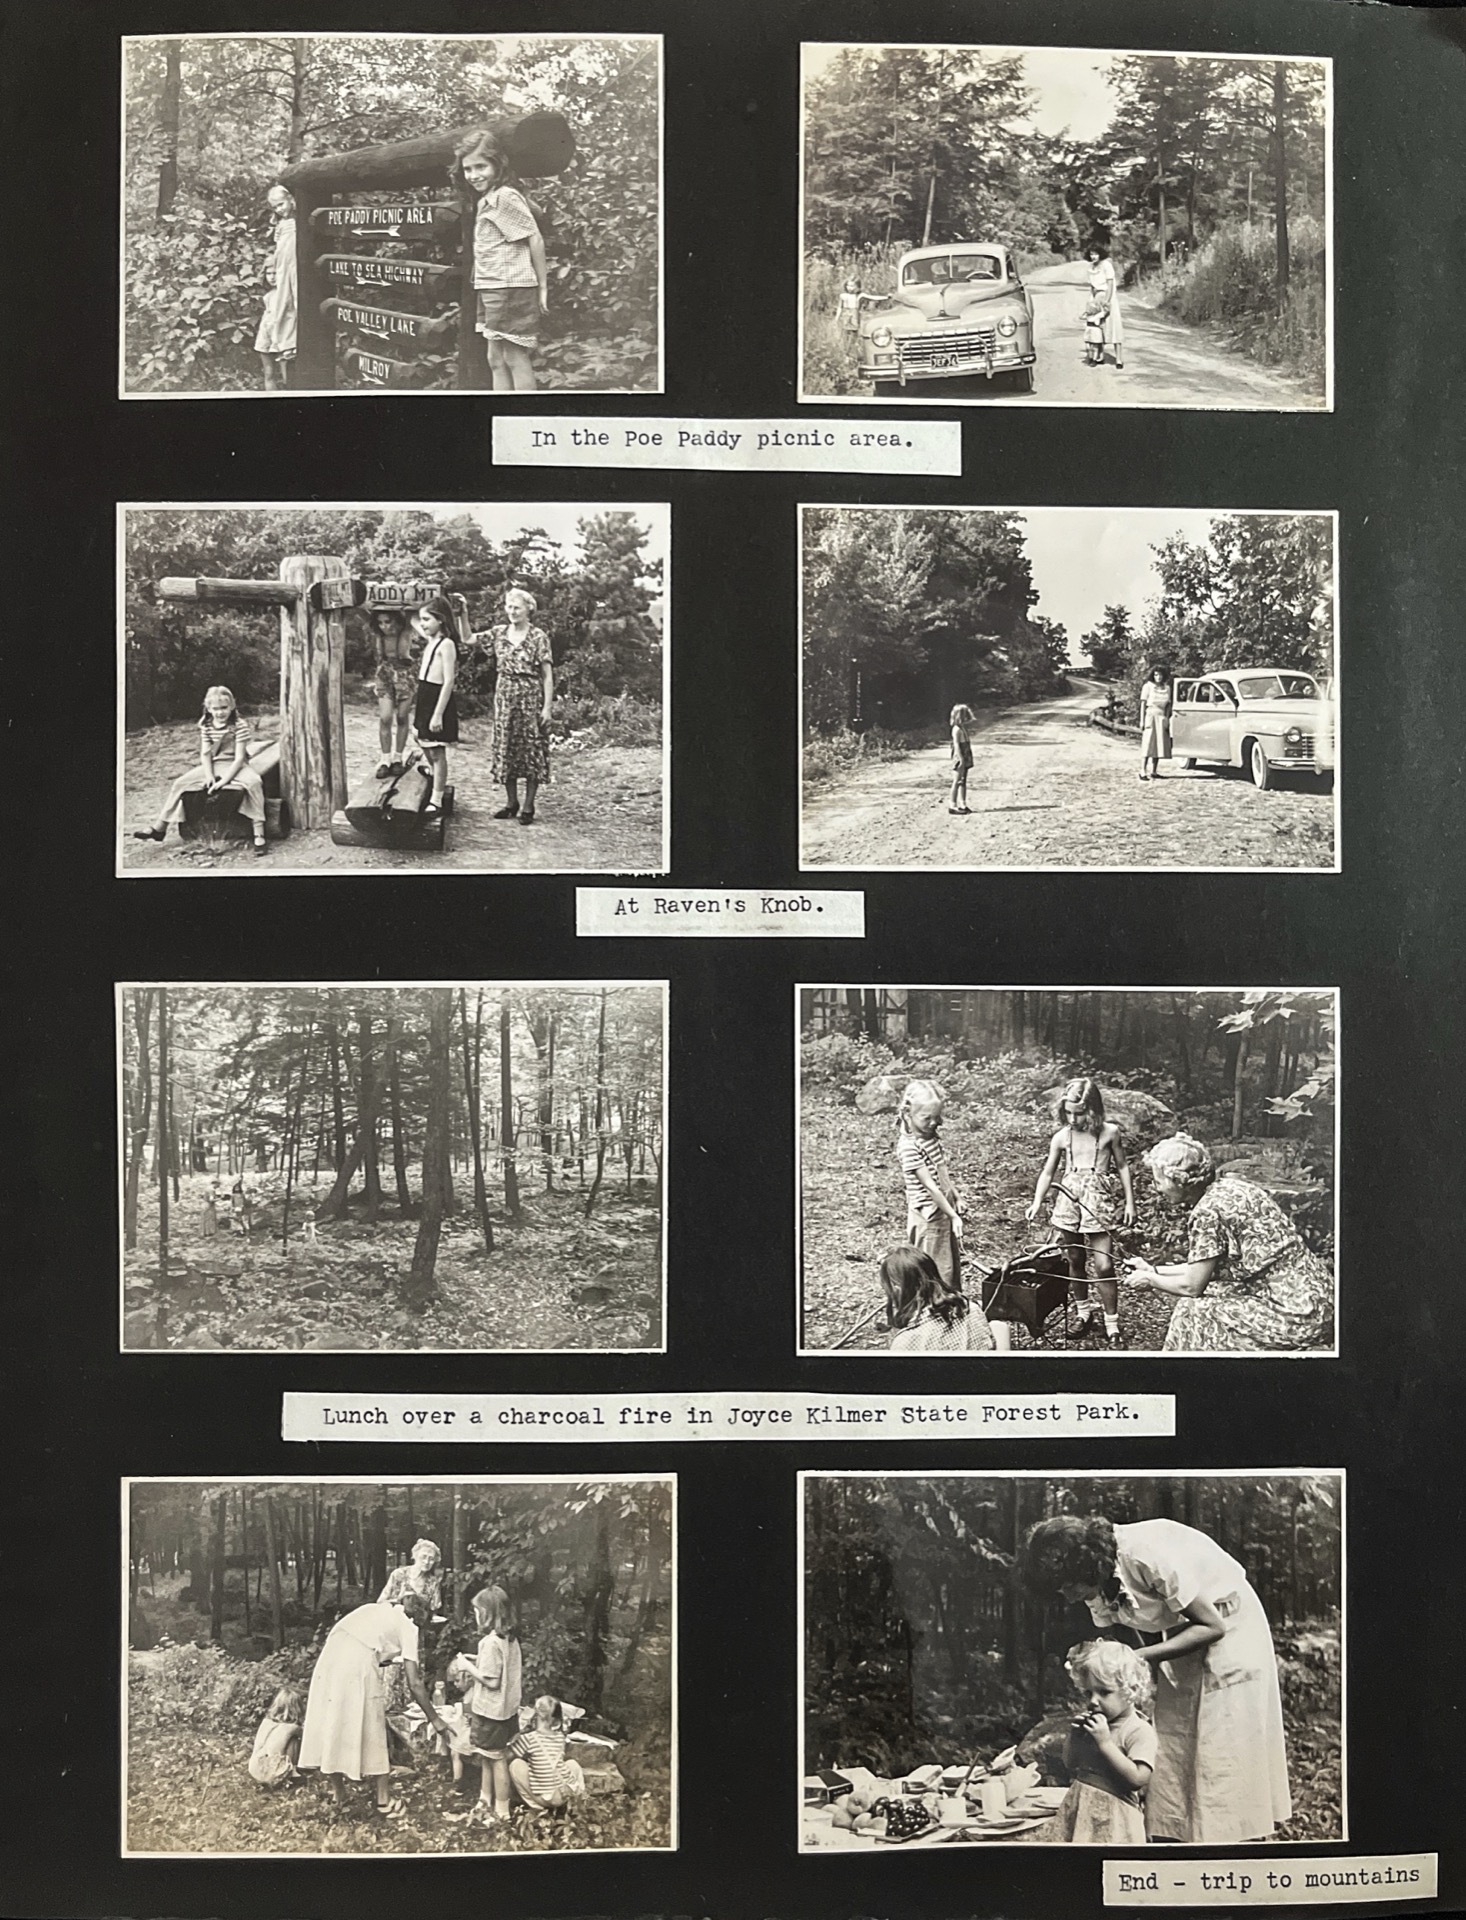 POE PADDY PICNIC AREA
LAKE TO SEA HIGHWAY
POE VALLEY LAKE
MILROY
In the Poe Paddy picnic area.
ADDY MT.
At Raven's Knob.
Lunch over a charcoal fire in Joyce Kilmer State Forest Park.
End - trip to mountains